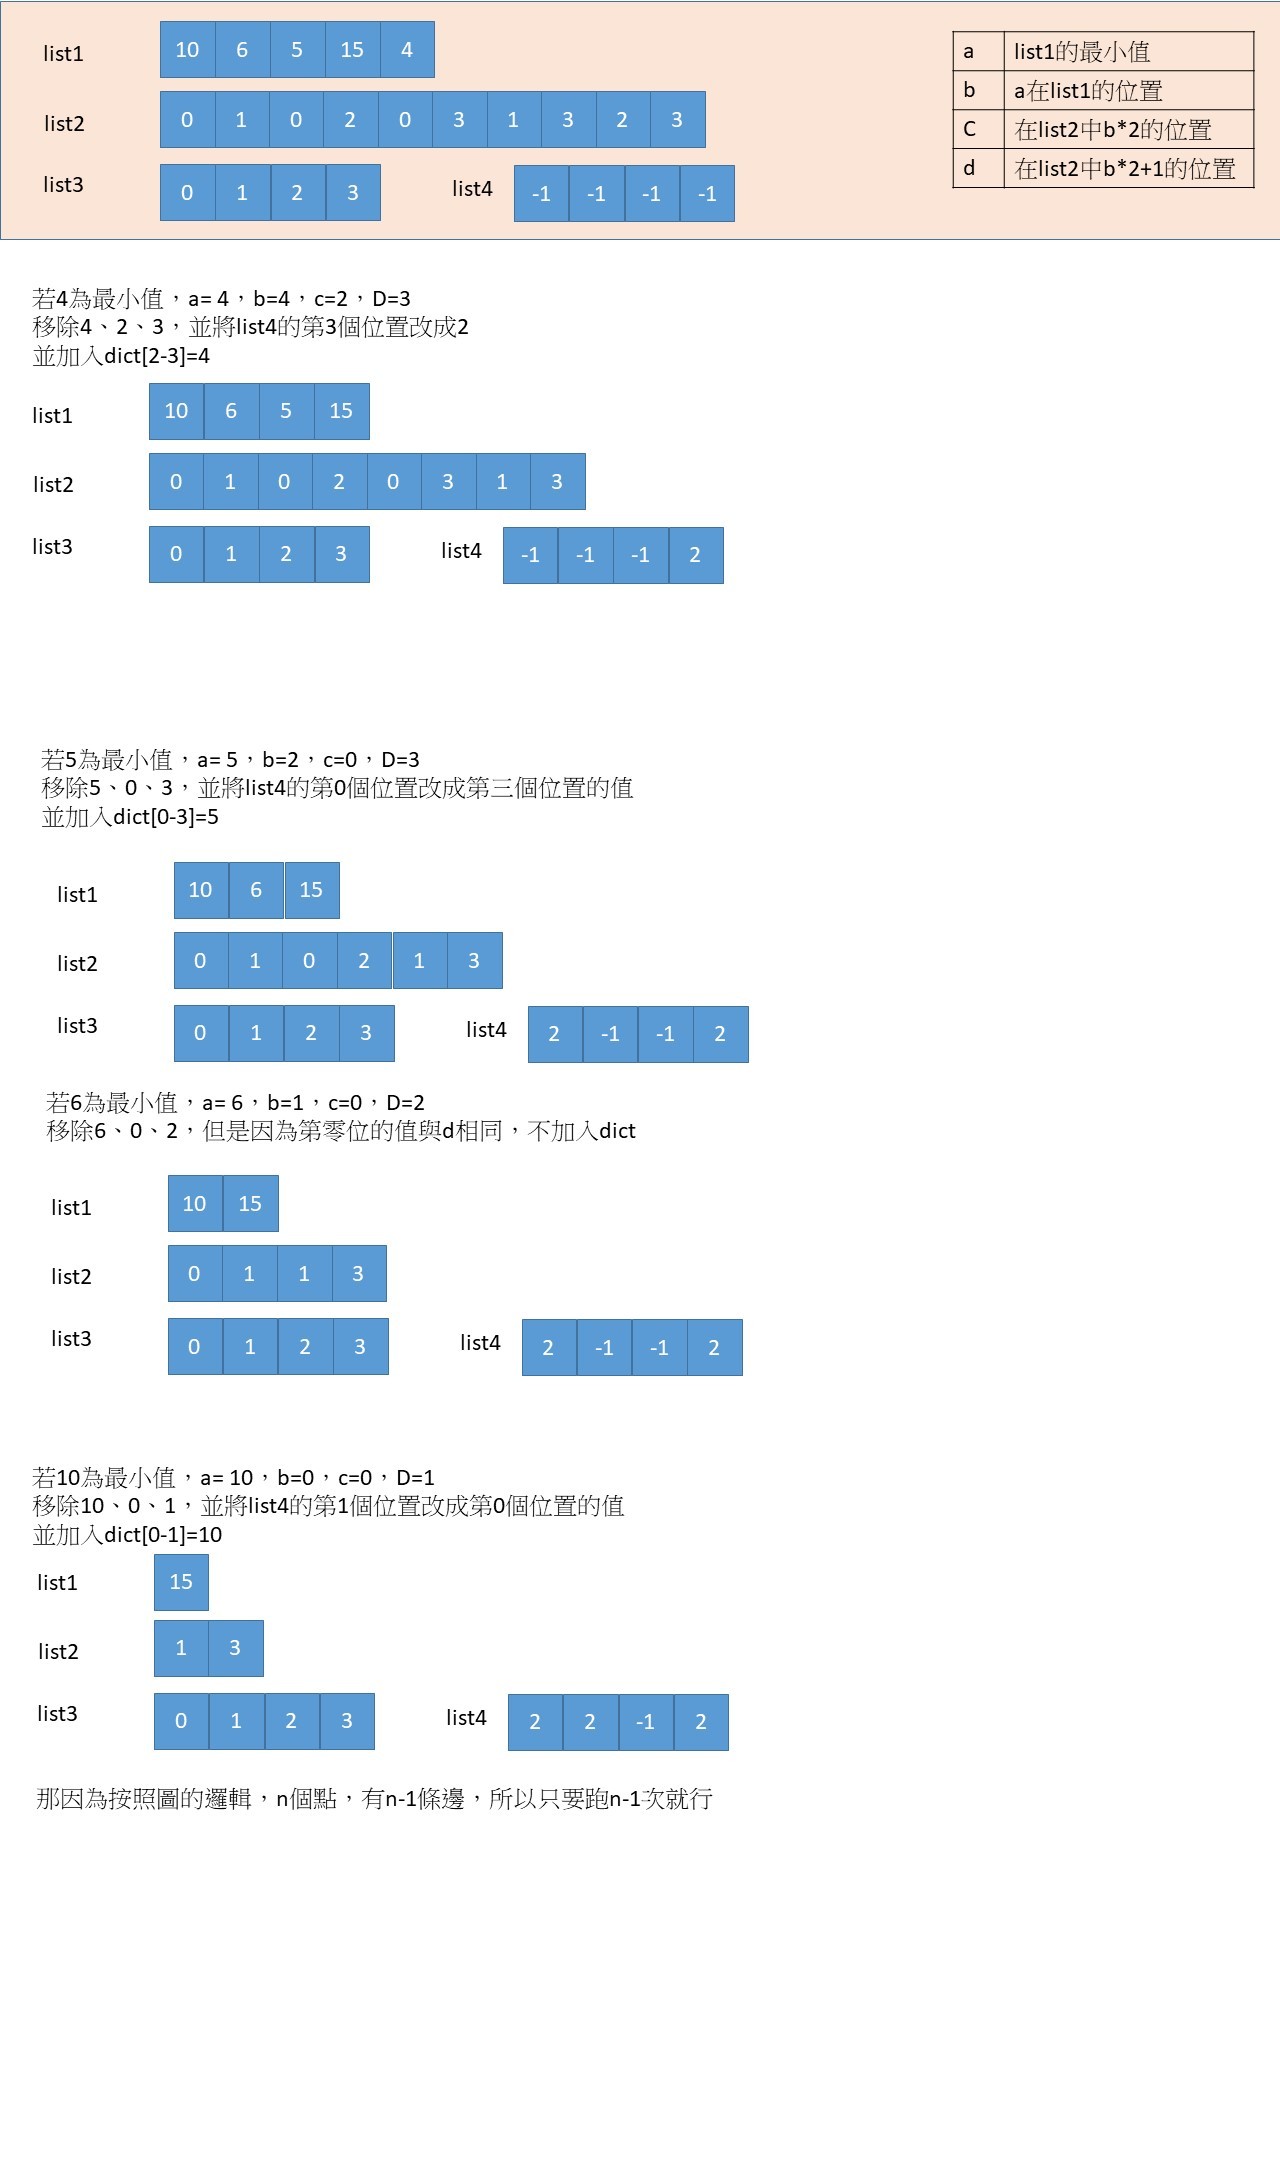 list1 10 6 5 15 4
list2 0 1 0 2 0 3 1 3 2 3
list3 0 1 2 3 list4 -1 -1 -1 -1
a list1的最小值
b a在list1的位置
C 在list2中b*2的位置
d 在list2中b*2+1的位置
若4為最小值，a= 4，b=4，c=2，D=3
移除4、2、3，並將list4的第3個位置改成2
並加入dict[2-3]=4
list1 10 6 5 15
list2 0 1 0 2 0 3 1 3
list3 0 1 2 3 list4 -1 -1 -1 2
若5為最小值，a= 5，b=2，c=0，D=3
移除5、0、3，並將list4的第0個位置改成第三個位置的值
並加入dict[0-3]=5
list1 10 6 15
list2 0 1 0 2 1 3
list3 0 1 2 3 list4 2 -1 -1 2
若6為最小值，a= 6，b=1，c=0，D=2
移除6、0、2，但是因為第零位的值與d相同，不加入dict
list1 10 15
list2 0 1 1 3
list3 0 1 2 3 list4 2 -1 -1 2
若10為最小值，a= 10，b=0，c=0，D=1
移除10、0、1，並將list4的第1個位置改成第0個位置的值
並加入dict[0-1]=10
list1 15
list2 1 3
list3 0 1 2 3 list4 2 2 -1 2
那因為按照圖的邏輯，n個點，有n-1條邊，所以只要跑n-1次就行